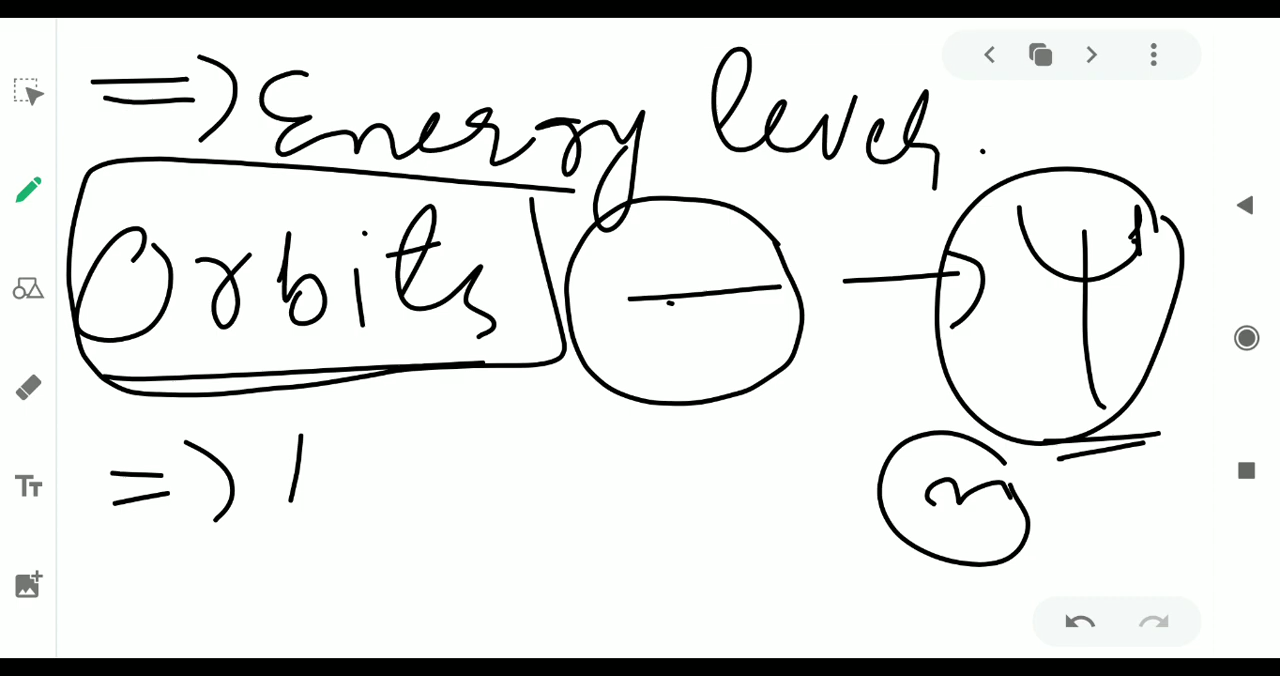 => Energy level.
Orbits — → ψ
n
=> 1